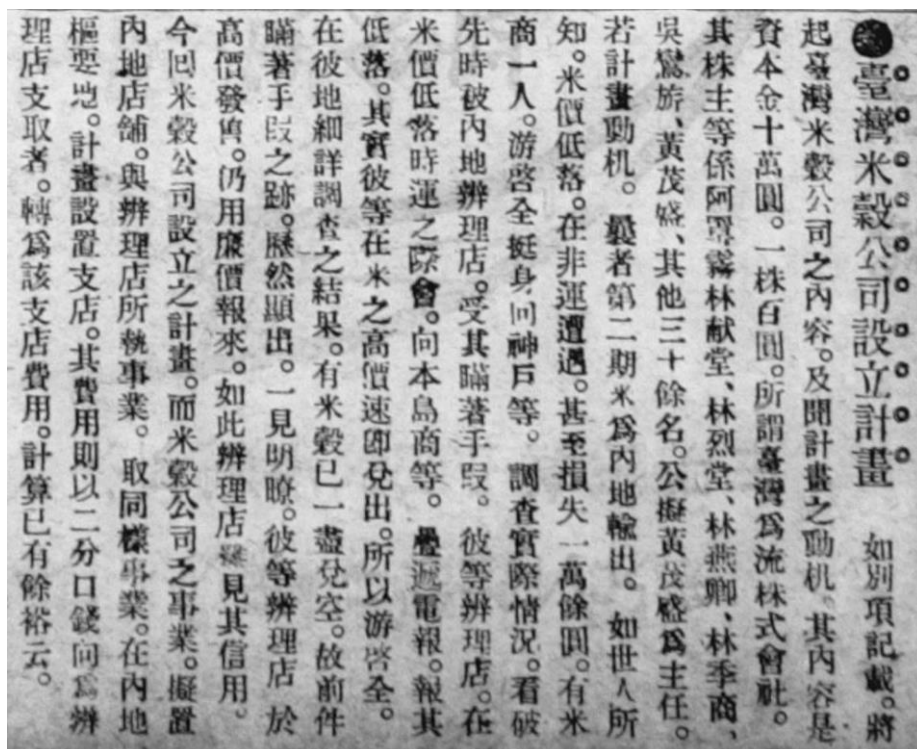 臺灣米穀公司設立計畫　如別項記載。將
起臺灣米穀公司之內容。及聞計畫之動机。其內容是
資本金十萬圓。一株百圓。所謂臺灣爲流株式會社。
其株主等係阿罩霧林献堂、林烈堂、林燕卿、林季商、
吳鸞旂、黃茂盛、其他三十餘名。公擬黃茂盛爲主任。
若計畫動机。曩者第二期米爲內地輸出。如世人所
知。米價低落。在非運遭遇。甚至損失一萬餘圓。有米
商一人。游啓全挺身回神戶等。調查實際情況。看破
先時被內地辨理店。受其瞞著手段。彼等辨理店。在
米價低落時運之際會。向本島商等。疊遞電報。報其
低落。其實彼等在米之高價速卽兌出。所以游啓全。
在彼地細詳調查之結果。有米穀已一盡兌空。故前件
瞞著手段之跡。歷然顯出。一見明瞭。彼等辨理店於
高價發售。仍用廉價報來。如此辨理店難見其信用。
今回米穀公司設立之計畫。而米穀公司之事業。擬置
內地店舖。與辨理店所執事業。取同樣事業。在內地
樞要地。計畫設置支店。其費用則以二分口錢向爲辨
理店支取者。轉爲該支店費用。計算已有餘裕云。